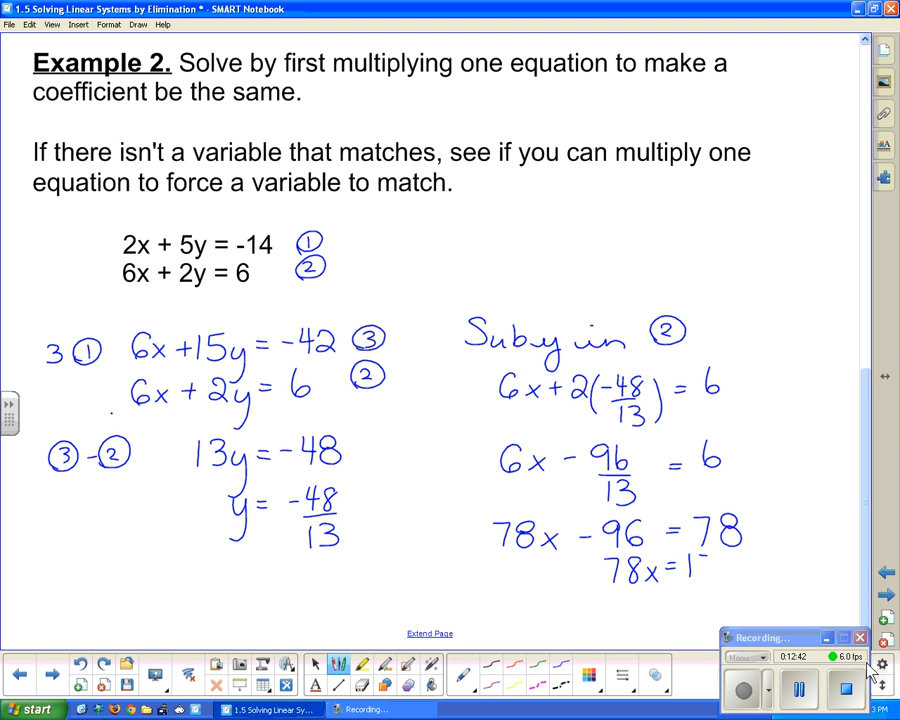 1.5 Solving Linear Systems by Elimination * - SMART Notebook
File Edit View Insert Format Draw Help
Example 2. Solve by first multiplying one equation to make a
coefficient be the same.
If there isn't a variable that matches, see if you can multiply one
equation to force a variable to match.
2x + 5y = -14 ①
6x + 2y = 6 ②
3 ① 6x + 15y = -42 ③
6x + 2y = 6 ②
③ - ② 13y = -48
y = -48/13
Sub y in ②
6x + 2(-48/13) = 6
6x - 96/13 = 6
78x - 96 = 78
78x = 1
Extend Page
Recording...
Menu 0:12:42 6.0 fps
start 1.5 Solving Linear Sy... Recording... 3 PM